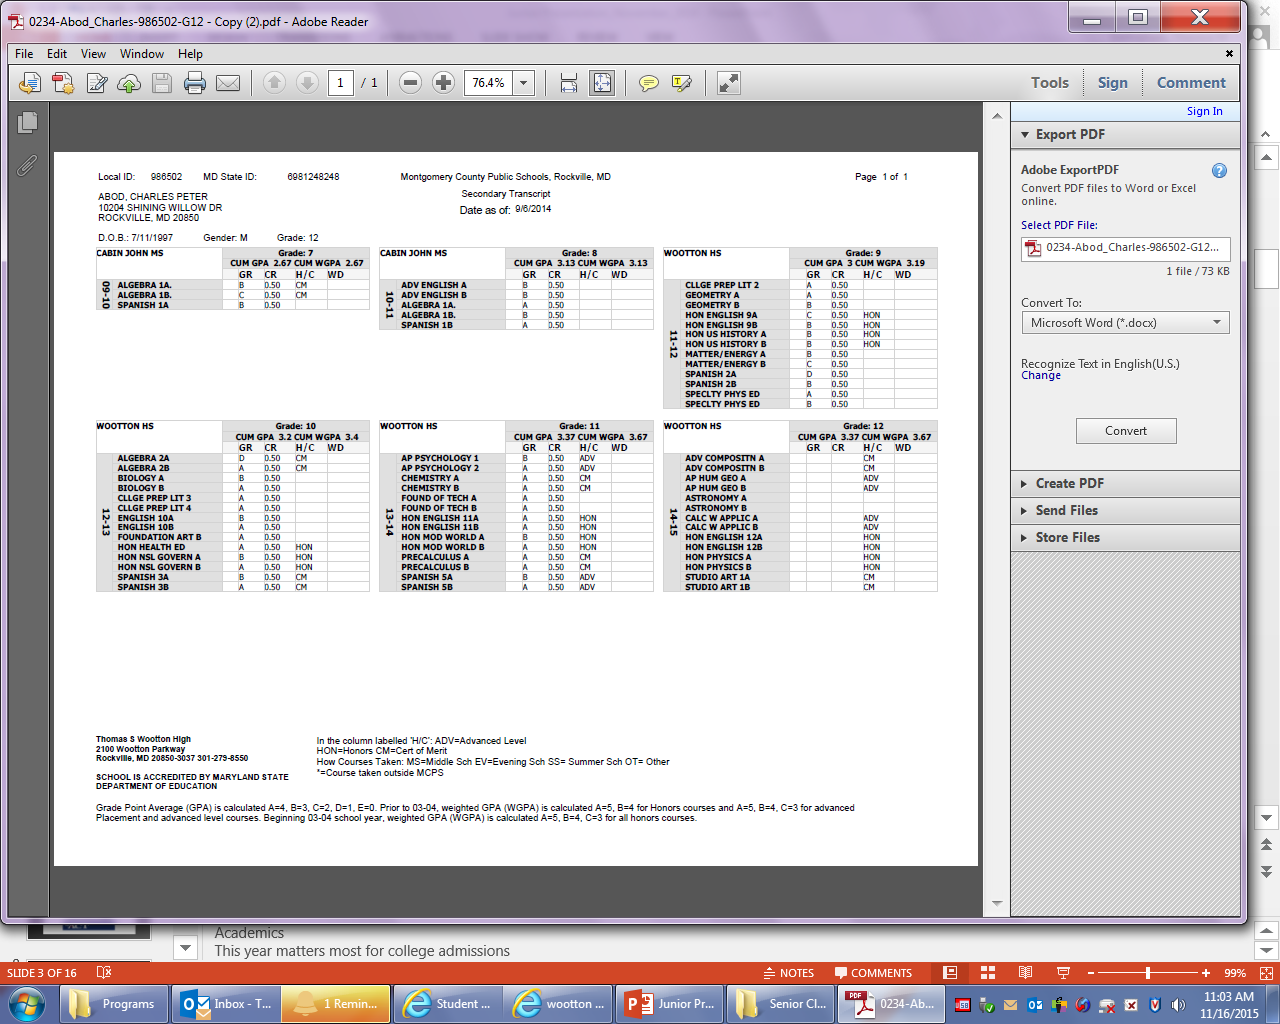 0234-Abod_Charles-986502-G12 - Copy (2).pdf - Adobe Reader
File Edit View Window Help
1 / 1 76.4% Tools Sign Comment
Sign In
Export PDF
Adobe ExportPDF
Convert PDF files to Word or Excel
online.
Select PDF File:
0234-Abod_Charles-986502-G12...
1 file / 73 KB
Convert To:
Microsoft Word (*.docx)
Recognize Text in English(U.S.)
Change
Convert
Create PDF
Send Files
Store Files
Local ID: 986502 MD State ID: 6981248248 Montgomery County Public Schools, Rockville, MD Page 1 of 1
Secondary Transcript
ABOD, CHARLES PETER
10204 SHINING WILLOW DR
ROCKVILLE, MD 20850
Date as of: 9/6/2014
D.O.B.: 7/11/1997 Gender: M Grade: 12
CABIN JOHN MS Grade: 7
CUM GPA 2.67 CUM WGPA 2.67
GR CR H/C WD
09-10
ALGEBRA 1A. B 0.50 CM
ALGEBRA 1B. C 0.50 CM
SPANISH 1A B 0.50
CABIN JOHN MS Grade: 8
CUM GPA 3.13 CUM WGPA 3.13
GR CR H/C WD
10-11
ADV ENGLISH A B 0.50
ADV ENGLISH B B 0.50
ALGEBRA 1A. A 0.50
ALGEBRA 1B. B 0.50
SPANISH 1B A 0.50
WOOTTON HS Grade: 9
CUM GPA 3 CUM WGPA 3.19
GR CR H/C WD
11-12
CLLGE PREP LIT 2 A 0.50
GEOMETRY A A 0.50
GEOMETRY B B 0.50
HON ENGLISH 9A C 0.50 HON
HON ENGLISH 9B B 0.50 HON
HON US HISTORY A B 0.50 HON
HON US HISTORY B B 0.50 HON
MATTER/ENERGY A B 0.50
MATTER/ENERGY B C 0.50
SPANISH 2A D 0.50
SPANISH 2B B 0.50
SPECLTY PHYS ED A 0.50
SPECLTY PHYS ED B 0.50
WOOTTON HS Grade: 10
CUM GPA 3.2 CUM WGPA 3.4
GR CR H/C WD
12-13
ALGEBRA 2A D 0.50 CM
ALGEBRA 2B A 0.50 CM
BIOLOGY A B 0.50
BIOLOGY B A 0.50
CLLGE PREP LIT 3 A 0.50
CLLGE PREP LIT 4 A 0.50
ENGLISH 10A B 0.50
ENGLISH 10B A 0.50
FOUNDATION ART B A 0.50
HON HEALTH ED A 0.50 HON
HON NSL GOVERN A B 0.50 HON
HON NSL GOVERN B A 0.50 HON
SPANISH 3A B 0.50 CM
SPANISH 3B A 0.50 CM
WOOTTON HS Grade: 11
CUM GPA 3.37 CUM WGPA 3.67
GR CR H/C WD
13-14
AP PSYCHOLOGY 1 B 0.50 ADV
AP PSYCHOLOGY 2 A 0.50 ADV
CHEMISTRY A A 0.50 CM
CHEMISTRY B A 0.50 CM
FOUND OF TECH A A 0.50
FOUND OF TECH B A 0.50
HON ENGLISH 11A A 0.50 HON
HON ENGLISH 11B A 0.50 HON
HON MOD WORLD A B 0.50 HON
HON MOD WORLD B A 0.50 HON
PRECALCULUS A A 0.50 CM
PRECALCULUS B A 0.50 CM
SPANISH 5A B 0.50 ADV
SPANISH 5B A 0.50 ADV
WOOTTON HS Grade: 12
CUM GPA 3.37 CUM WGPA 3.67
GR CR H/C WD
14-15
ADV COMPOSITN A CM
ADV COMPOSITN B CM
AP HUM GEO A ADV
AP HUM GEO B ADV
ASTRONOMY A
ASTRONOMY B
CALC W APPLIC A ADV
CALC W APPLIC B ADV
HON ENGLISH 12A HON
HON ENGLISH 12B HON
HON PHYSICS A HON
HON PHYSICS B HON
STUDIO ART 1A CM
STUDIO ART 1B CM
Thomas S Wootton High
2100 Wootton Parkway
Rockville, MD 20850-3037 301-279-8550
SCHOOL IS ACCREDITED BY MARYLAND STATE
DEPARTMENT OF EDUCATION
In the column labelled 'H/C': ADV=Advanced Level
HON=Honors CM=Cert of Merit
How Courses Taken: MS=Middle Sch EV=Evening Sch SS= Summer Sch OT= Other
*=Course taken outside MCPS
Grade Point Average (GPA) is calculated A=4, B=3, C=2, D=1, E=0. Prior to 03-04, weighted GPA (WGPA) is calculated A=5, B=4 for Honors courses and A=5, B=4, C=3 for advanced
Placement and advanced level courses. Beginning 03-04 school year, weighted GPA (WGPA) is calculated A=5, B=4, C=3 for all honors courses.
Academics
This year matters most for college admissions
SLIDE 3 OF 16 NOTES COMMENTS 99%
Programs Inbox - T... 1 Remin... Student ... wootton ... Junior Pr... Senior Cl... 0234-Ab...
11:03 AM
11/16/2015